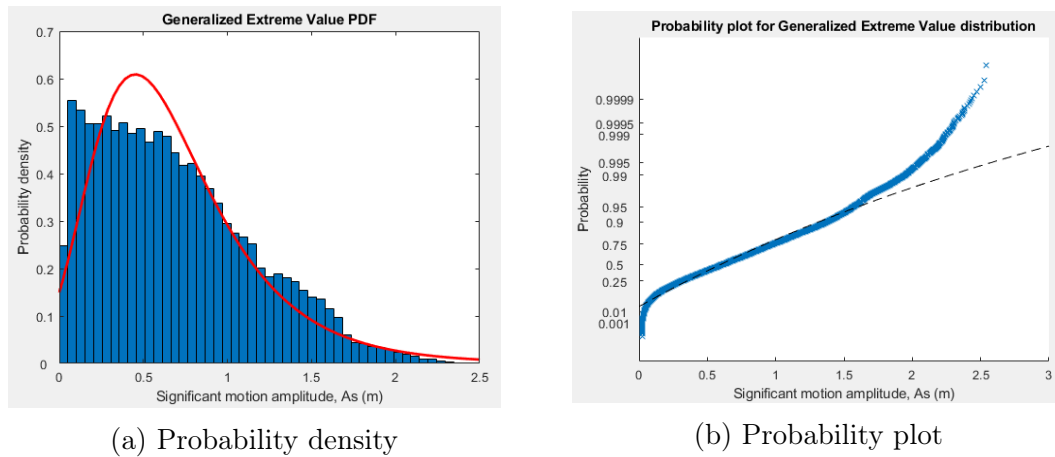 Generalized Extreme Value PDF
0.7
0.6
0.5
0.4
0.3
0.2
0.1
0
Probability density
0 0.5 1 1.5 2 2.5
Significant motion amplitude, As (m)
(a) Probability density
Probability plot for Generalized Extreme Value distribution
0.9999
0.9995
0.999
0.995
0.99
0.95
0.9
0.75
0.5
0.25
0.01
0.001
Probability
0 0.5 1 1.5 2 2.5 3
Significant motion amplitude, As (m)
(b) Probability plot